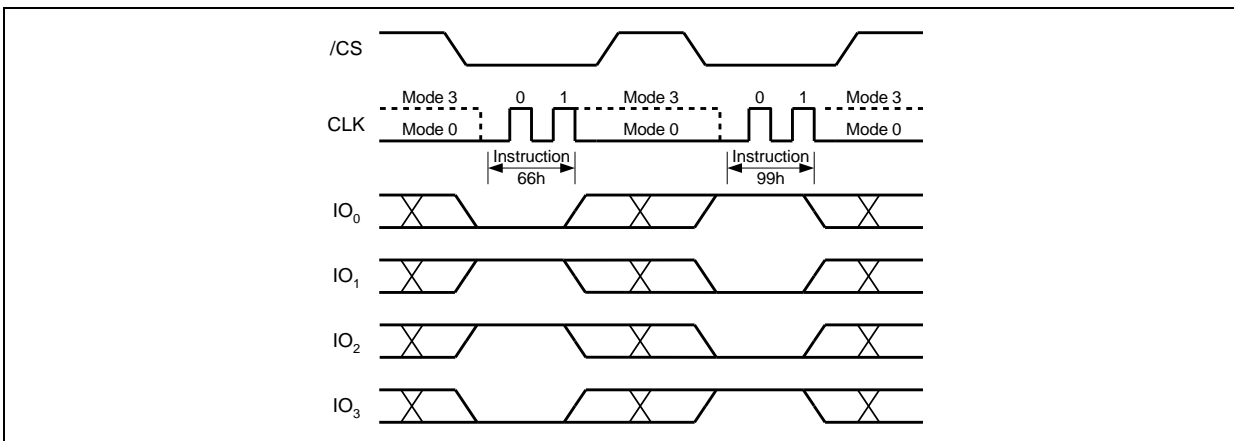 /CS
Mode 3 0 1 Mode 3 0 1 Mode 3
CLK
Mode 0 Mode 0 Mode 0
Instruction Instruction
66h 99h
IO0
IO1
IO2
IO3